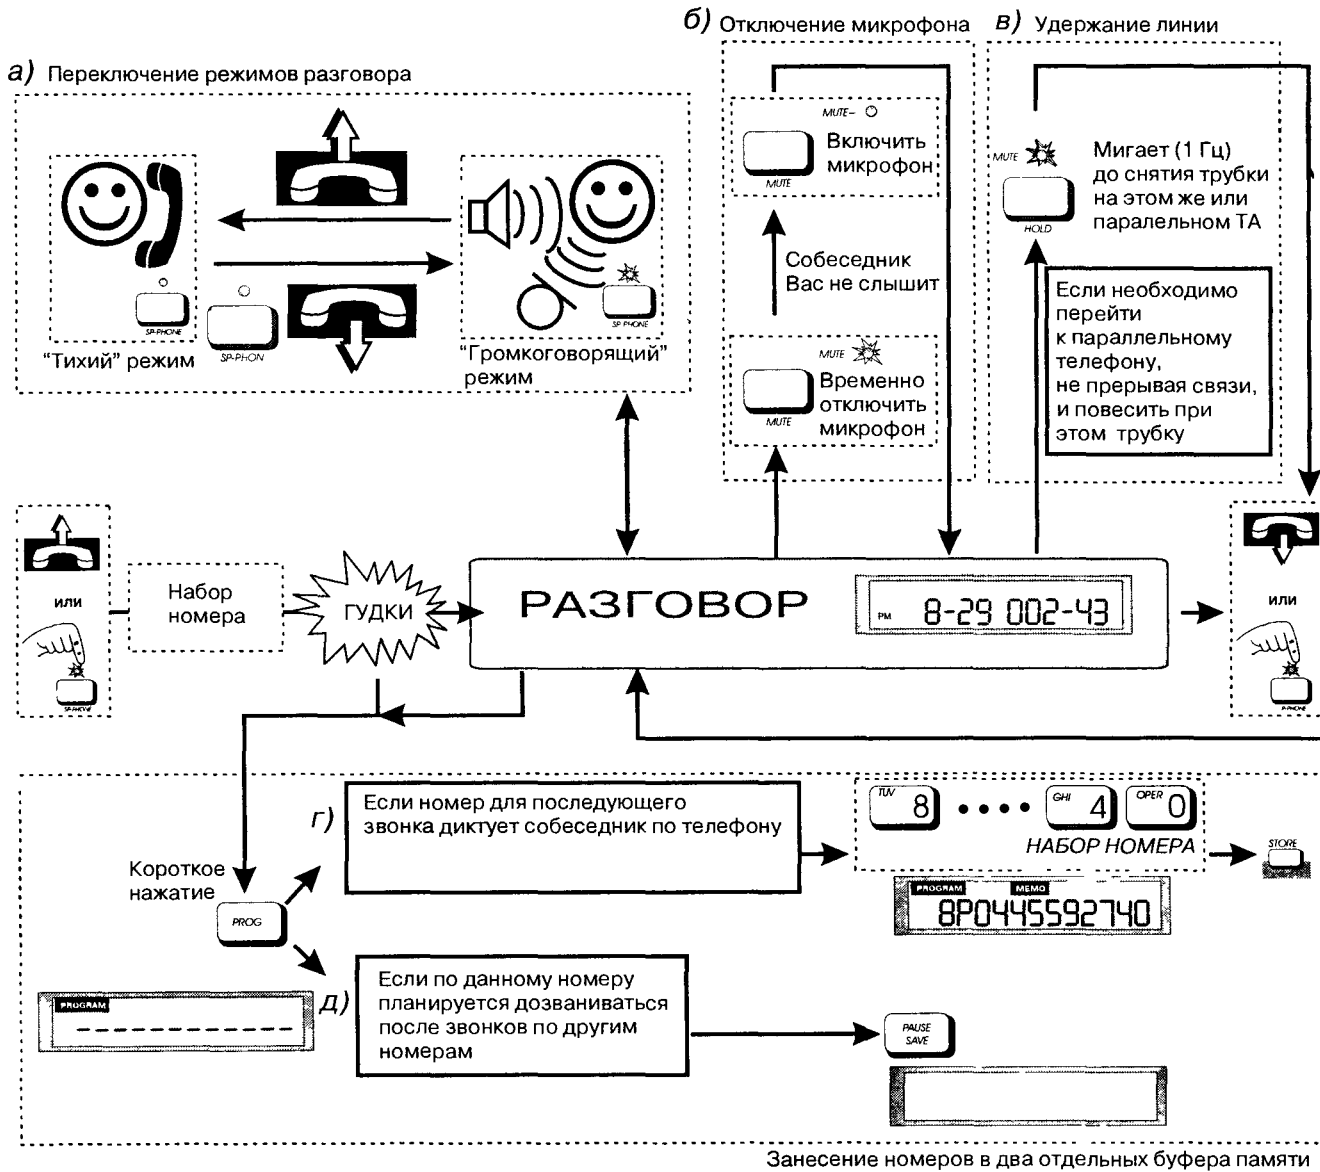 а) Переключение режимов разговора
б) Отключение микрофона
в) Удержание линии
SP-PHONE
"Тихий" режим
SP-PHON
SP PHONE
"Громкоговорящий"
режим
MUTE-
Включить
микрофон
MUTE
Собеседник
Вас не слышит
MUTE
Временно
отключить
микрофон
MUTE
MUTE
Мигает (1 Гц)
до снятия трубки
на этом же или
паралельном ТА
HOLD
Если необходимо
перейти
к параллельному
телефону,
не прерывая связи,
и повесить при
этом трубку
или
SP-PHONE
Набор
номера
ГУДКИ
РАЗГОВОР
PM 8-29 002-43
или
P-PHONE
Короткое
нажатие
PROG
г)
Если номер для последующего
звонка диктует собеседник по телефону
TUV 8 • • • • GHI 4 OPER 0
НАБОР НОМЕРА
STORE
PROGRAM MEMO
8P0445592740
PROGRAM
------------
д)
Если по данному номеру
планируется дозваниваться
после звонков по другим
номерам
PAUSE
SAVE
Занесение номеров в два отдельных буфера памяти